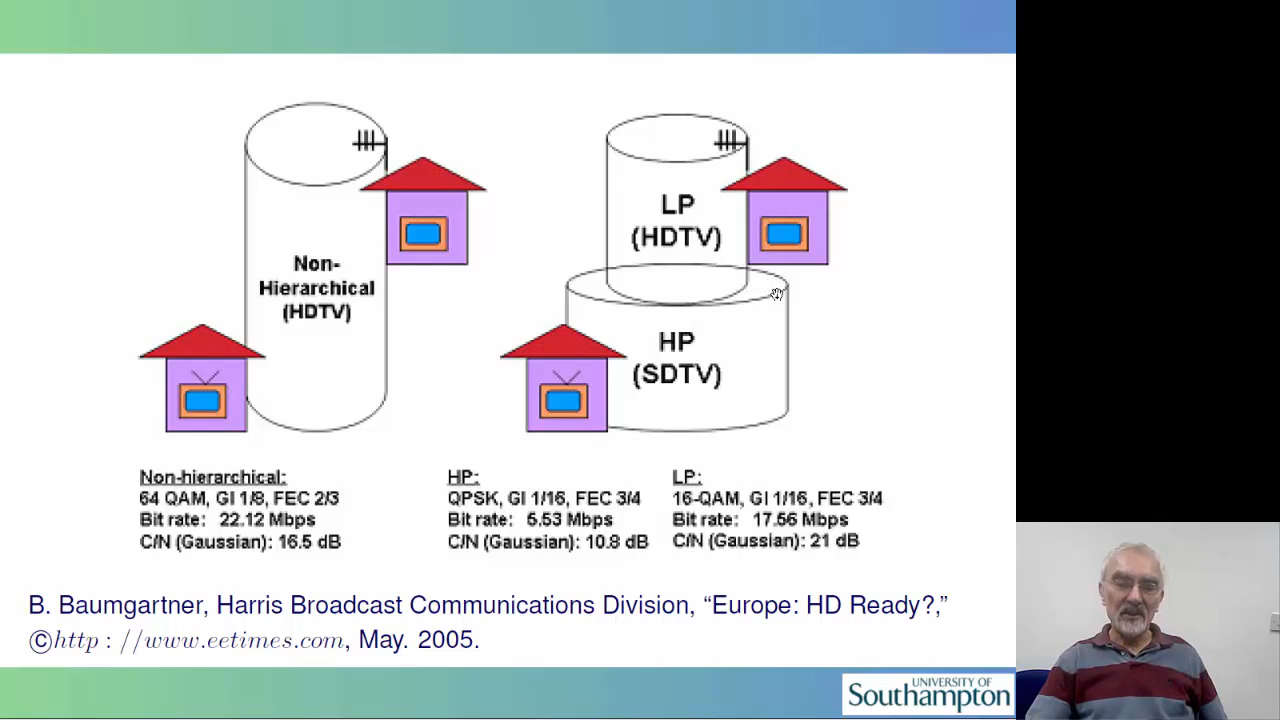 Non-
Hierarchical
(HDTV)
LP
(HDTV)
HP
(SDTV)
Non-hierarchical:
64 QAM, GI 1/8, FEC 2/3
Bit rate: 22.12 Mbps
C/N (Gaussian): 16.5 dB
HP:
QPSK, GI 1/16, FEC 3/4
Bit rate: 5.53 Mbps
C/N (Gaussian): 10.8 dB
LP:
16-QAM, GI 1/16, FEC 3/4
Bit rate: 17.56 Mbps
C/N (Gaussian): 21 dB
B. Baumgartner, Harris Broadcast Communications Division, “Europe: HD Ready?,”
©http : //www.eetimes.com, May. 2005.
UNIVERSITY OF
Southampton